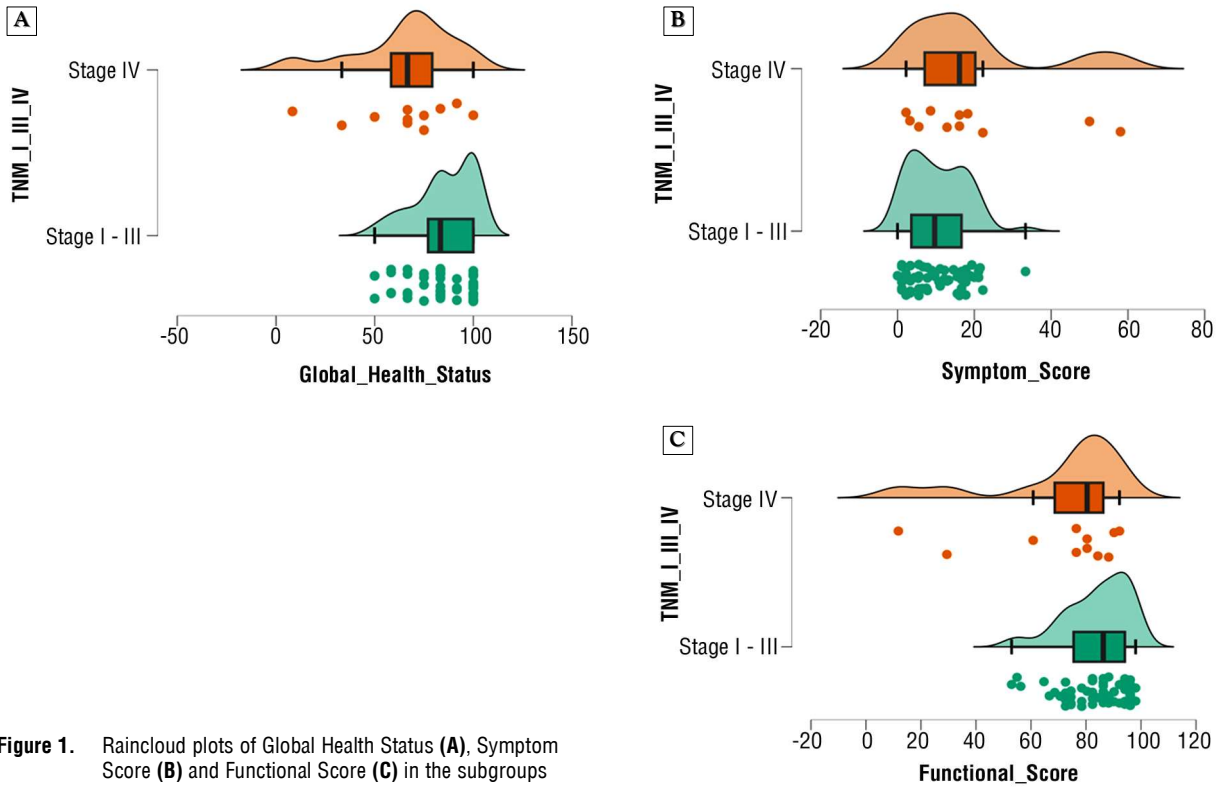 A
TNM_I_III_IV
Stage IV
Stage I - III
-50 0 50 100 150
Global_Health_Status
B
TNM_I_III_IV
Stage IV
Stage I - III
-20 0 20 40 60 80
Symptom_Score
C
TNM_I_III_IV
Stage IV
Stage I - III
-20 0 20 40 60 80 100 120
Functional_Score
Figure 1. Raincloud plots of Global Health Status (A), Symptom
Score (B) and Functional Score (C) in the subgroups